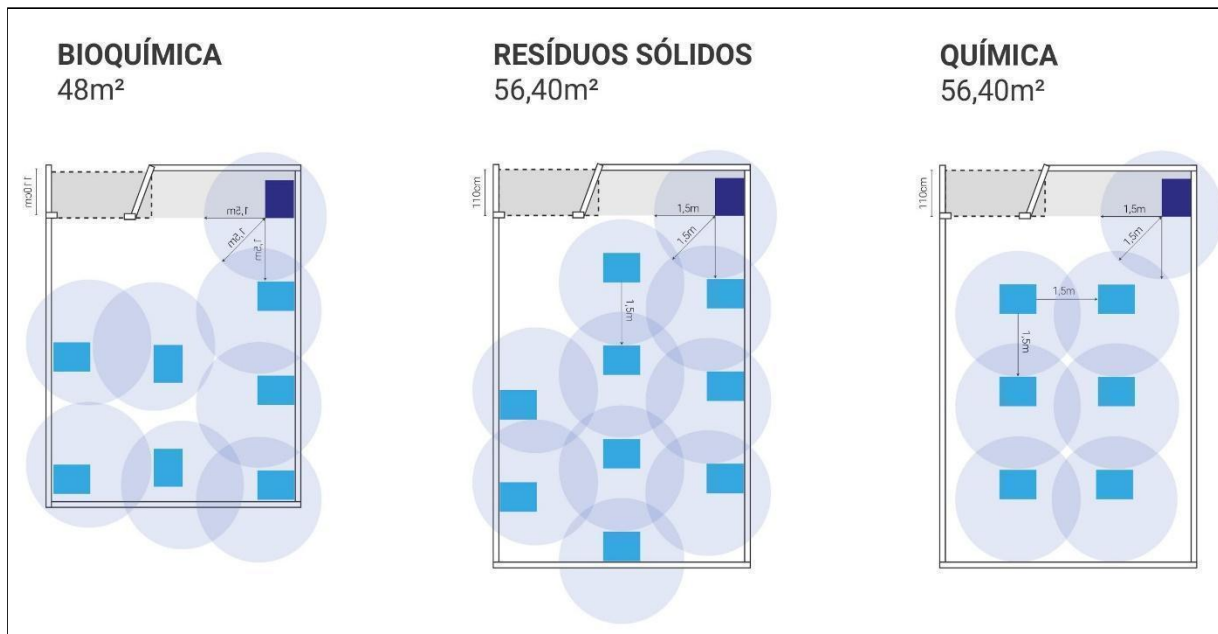 BIOQUÍMICA
48m²
110cm
1,5m
1,5m
1,5m
RESÍDUOS SÓLIDOS
56,40m²
110cm
1,5m
1,5m
1,5m
QUÍMICA
56,40m²
110cm
1,5m
1,5m
1,5m
1,5m